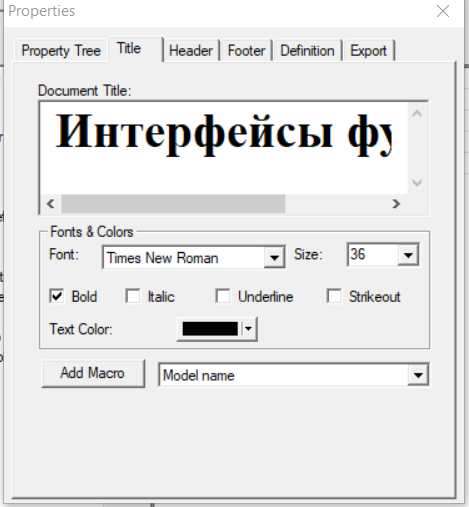 Properties
Property Tree Title Header Footer Definition Export
Document Title:
Интерфейсы
Fonts & Colors
Font: Times New Roman Size: 36
Bold Italic Underline Strikeout
Text Color:
Add Macro Model name